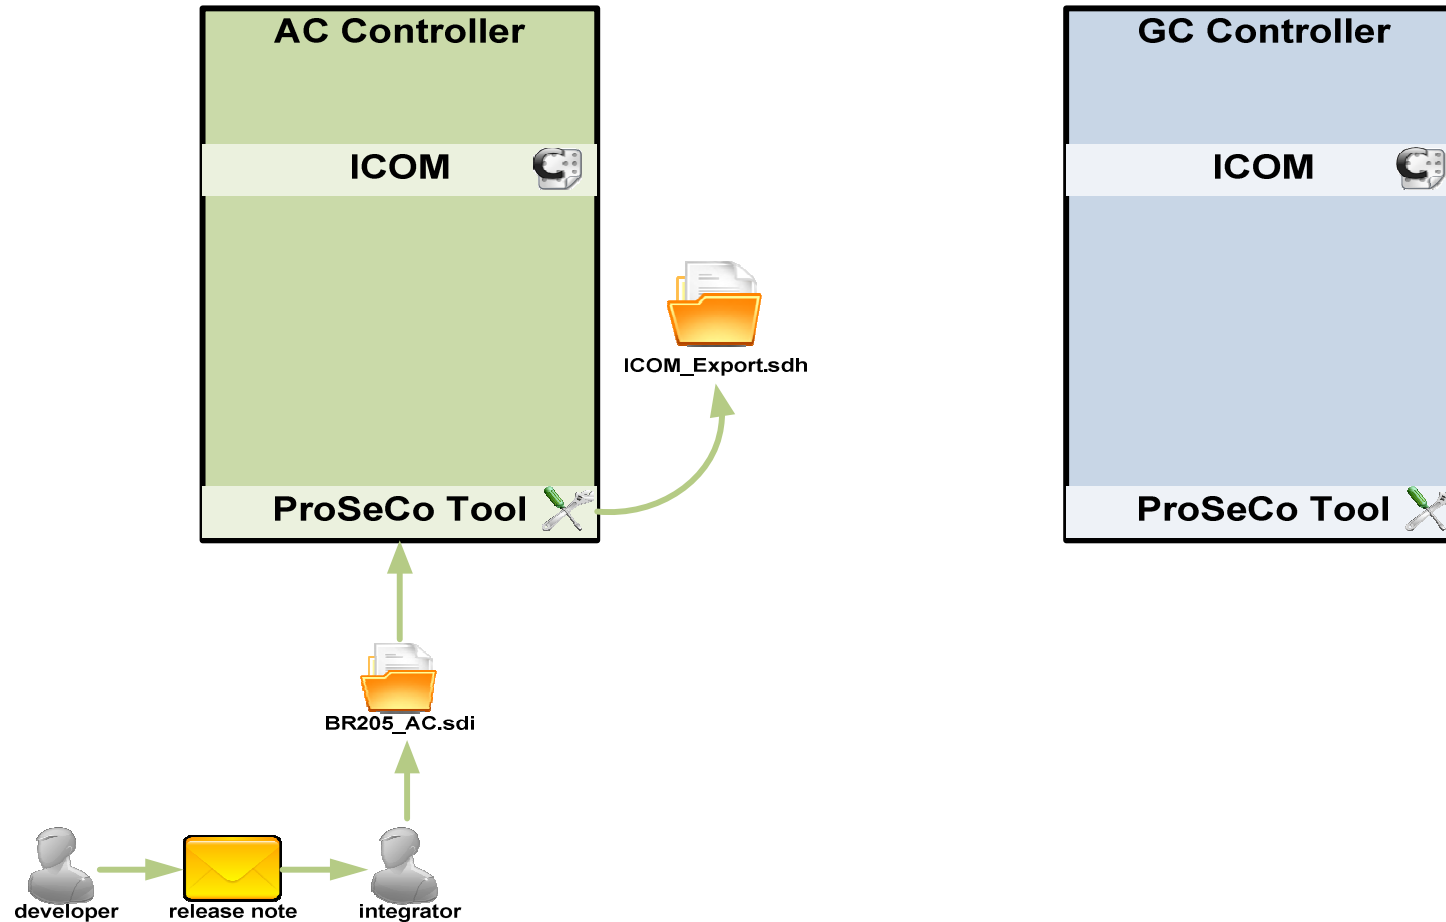 AC Controller
GC Controller
ICOM
ICOM
ICOM_Export.sdh
ProSeCo Tool
ProSeCo Tool
BR205_AC.sdi
developer
release note
integrator